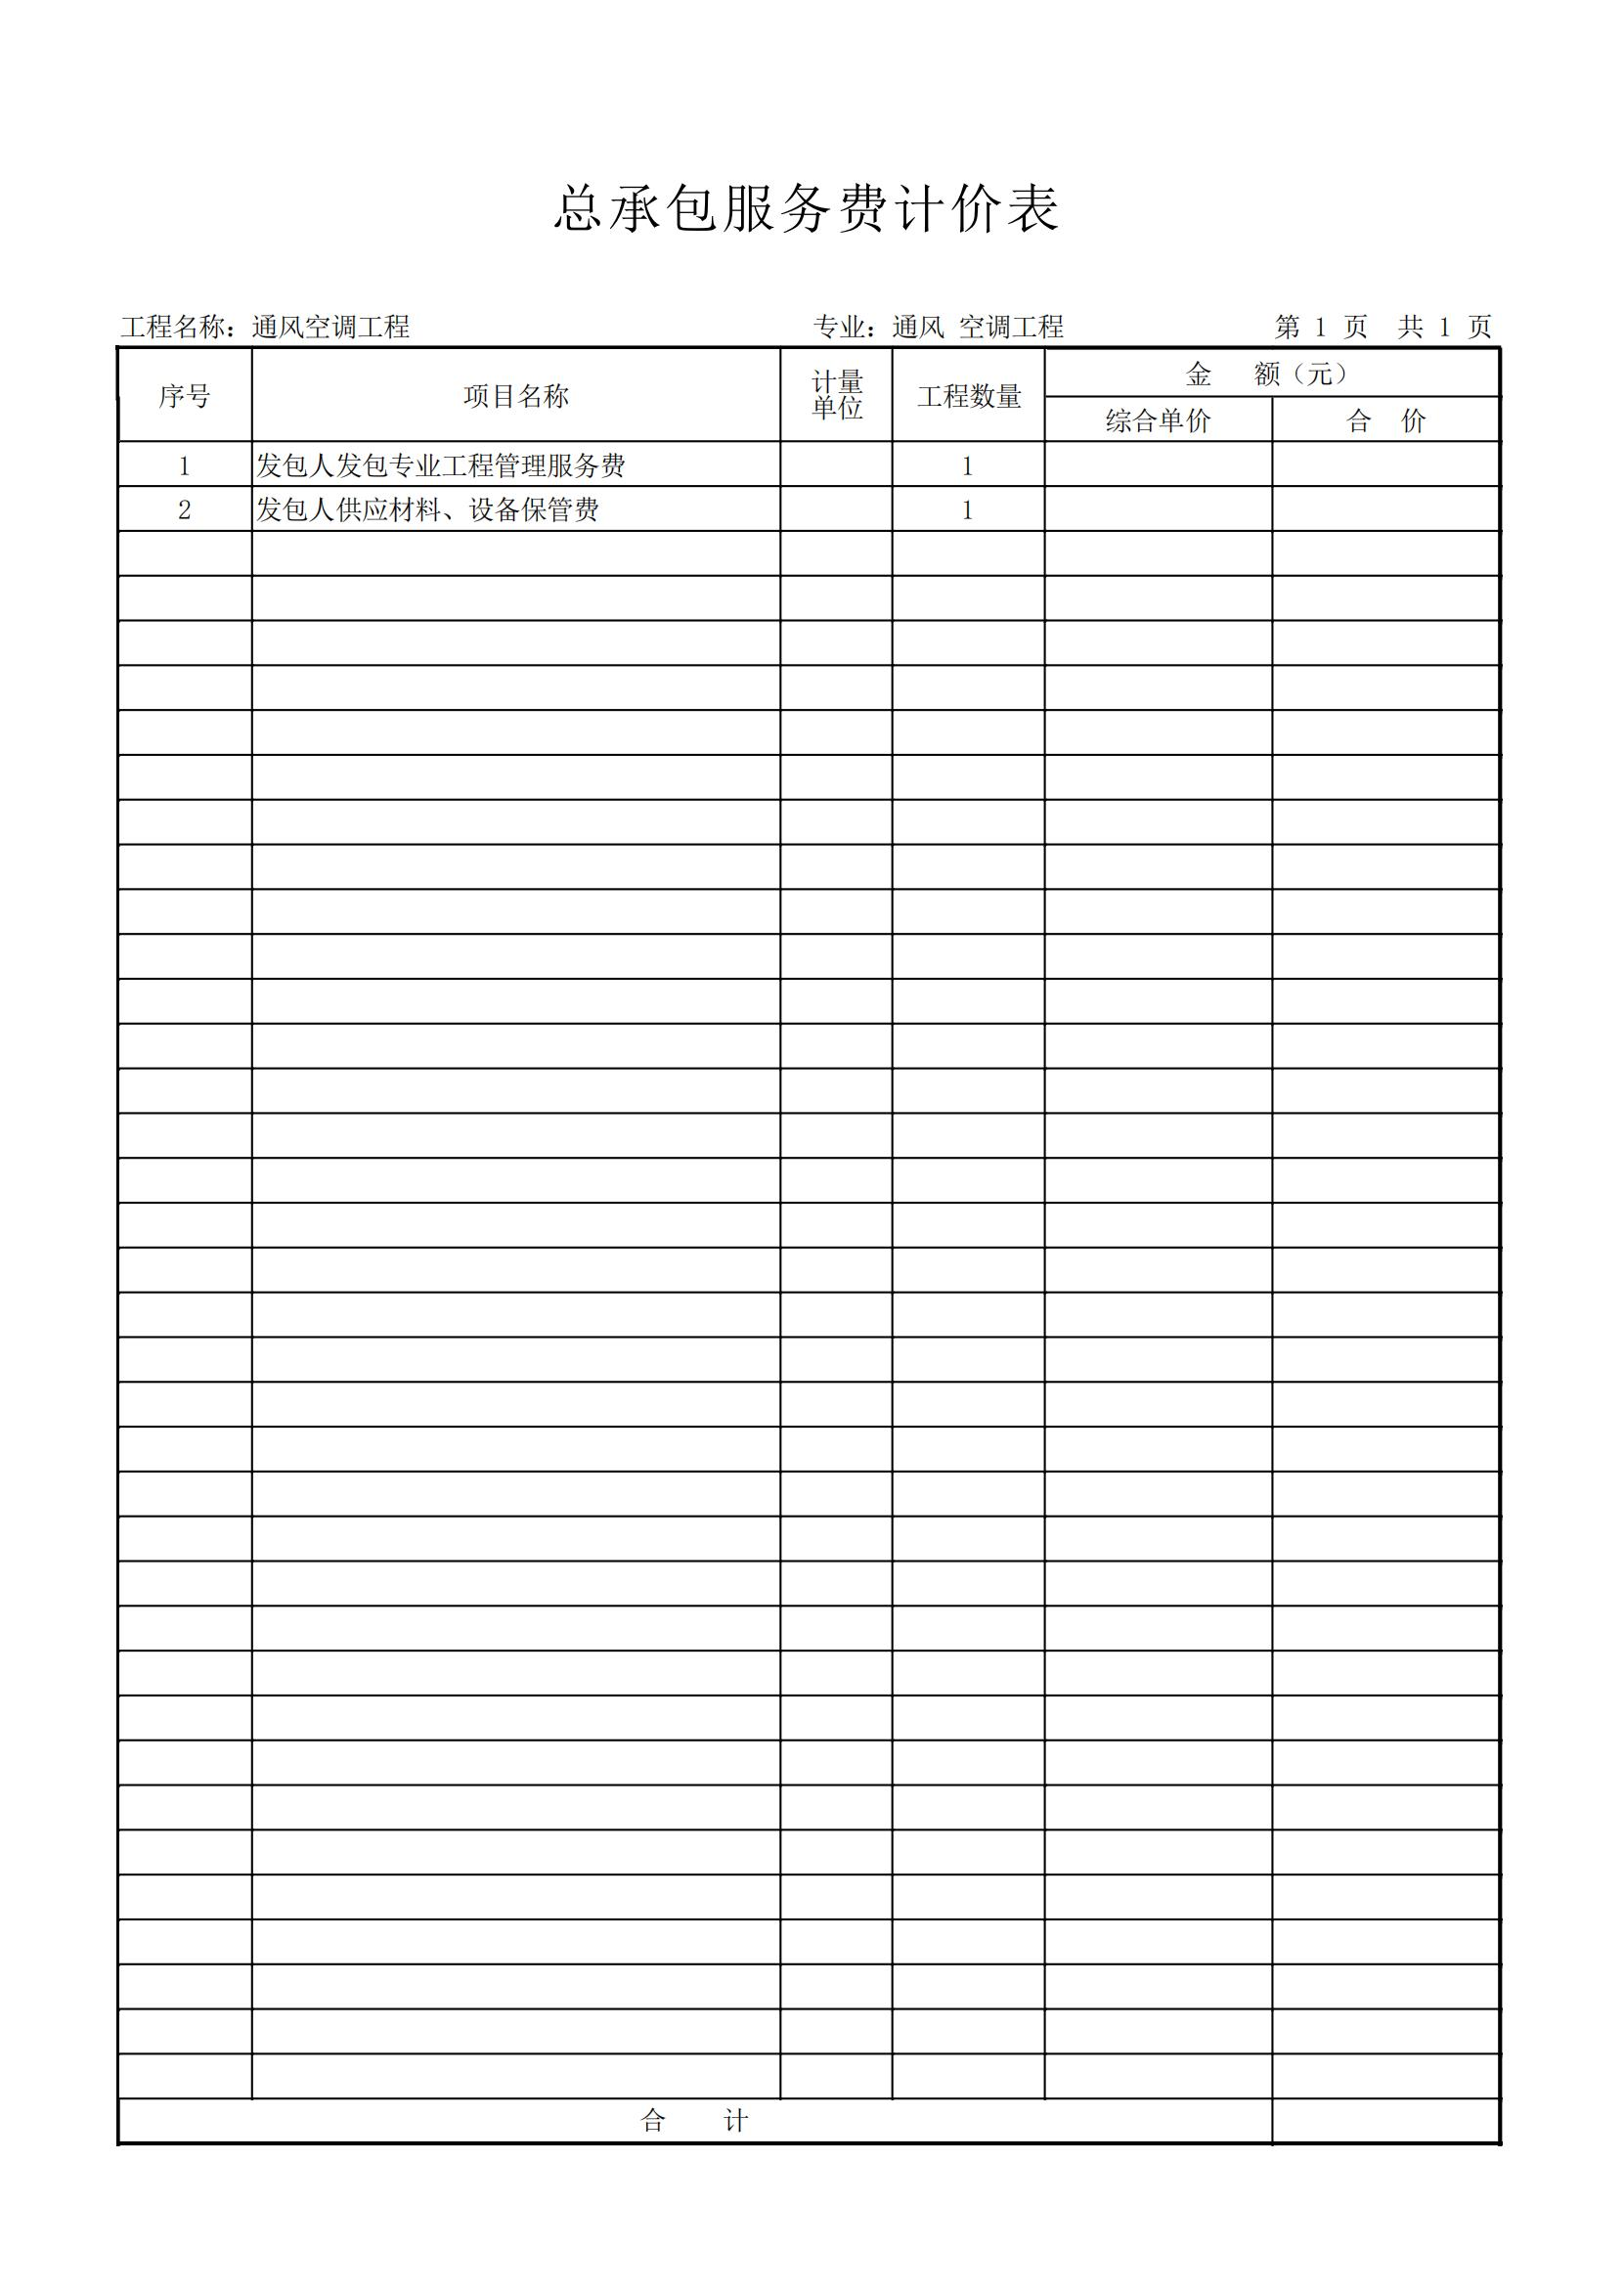 总承包服务费计价表
工程名称：通风空调工程 专业：通风 空调工程 第 1 页 共 1 页
序号 项目名称 计量单位 工程数量 金 额（元）
综合单价 合 价
1 发包人发包专业工程管理服务费 1
2 发包人供应材料、设备保管费 1
合 计